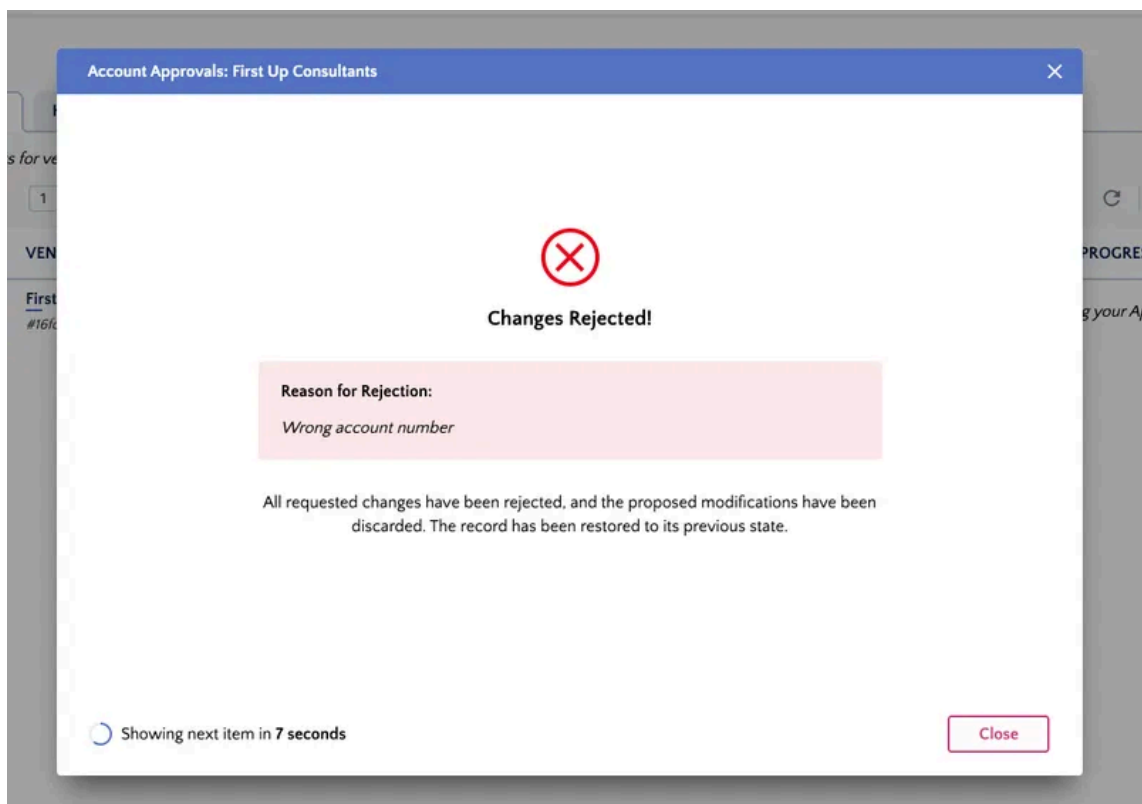 Account Approvals: First Up Consultants
s for ve
1
VEN
PROGRE
First
#16fc
g your A
Changes Rejected!
Reason for Rejection:
Wrong account number
All requested changes have been rejected, and the proposed modifications have been
discarded. The record has been restored to its previous state.
Showing next item in 7 seconds
Close